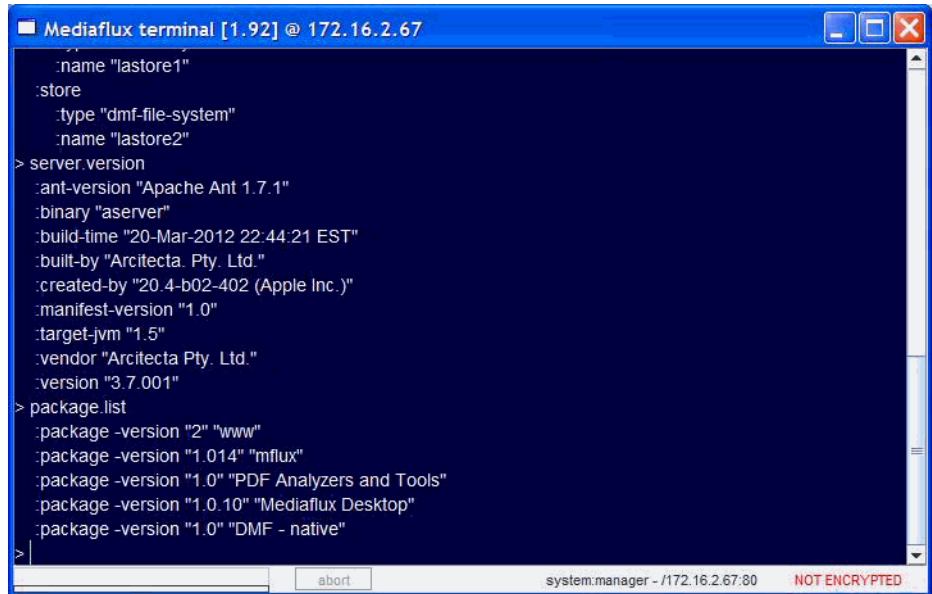 Mediaflux terminal [1.92] @ 172.16.2.67
:name "lastore1"
:store
:type "dmf-file-system"
:name "lastore2"
> server.version
:ant-version "Apache Ant 1.7.1"
:binary "aserver"
:build-time "20-Mar-2012 22:44:21 EST"
:built-by "Arcitecta. Pty. Ltd."
:created-by "20.4-b02-402 (Apple Inc.)"
:manifest-version "1.0"
:target-jvm "1.5"
:vendor "Arcitecta Pty. Ltd."
:version "3.7.001"
> package.list
:package -version "2" "www"
:package -version "1.014" "mflux"
:package -version "1.0" "PDF Analyzers and Tools"
:package -version "1.0.10" "Mediaflux Desktop"
:package -version "1.0" "DMF - native"
>
abort system:manager - /172.16.2.67:80 NOT ENCRYPTED